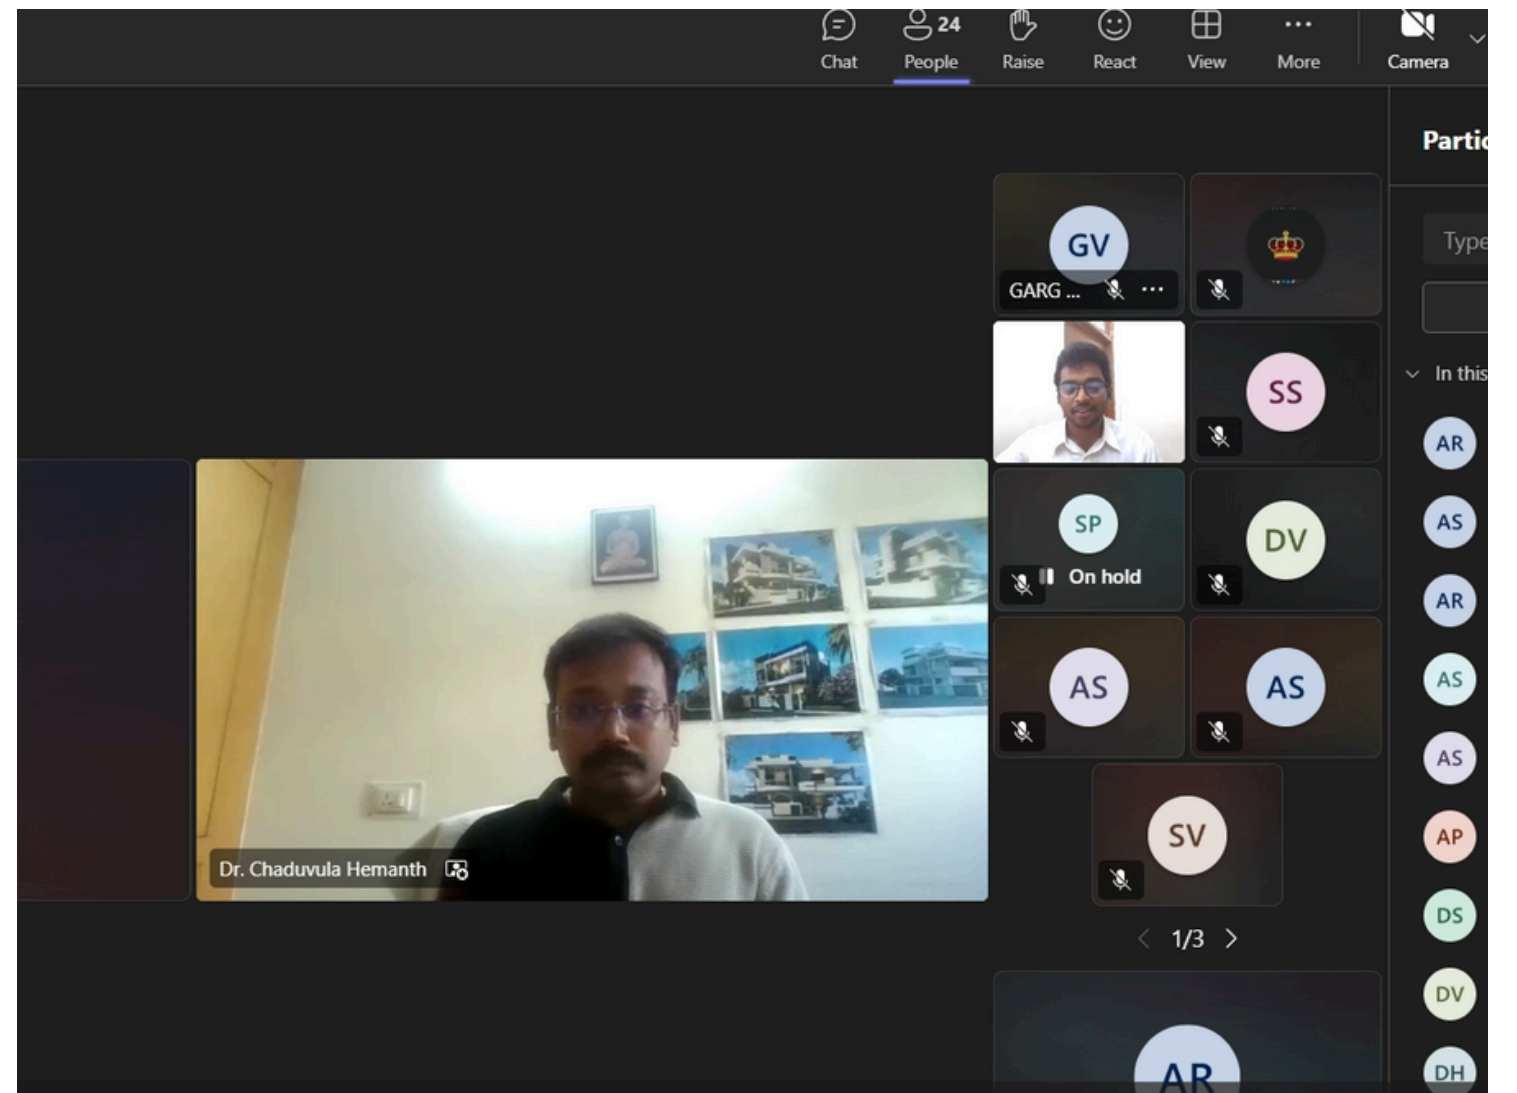 24
Chat
People
Raise
React
View
More
Camera
Partic
GV
GARG ...
Type
SS
In this
SP
On hold
DV
AS
AS
SV
Dr. Chaduvula Hemanth
1/3
AR
AR
AS
AR
AS
AS
AP
DS
DV
DH